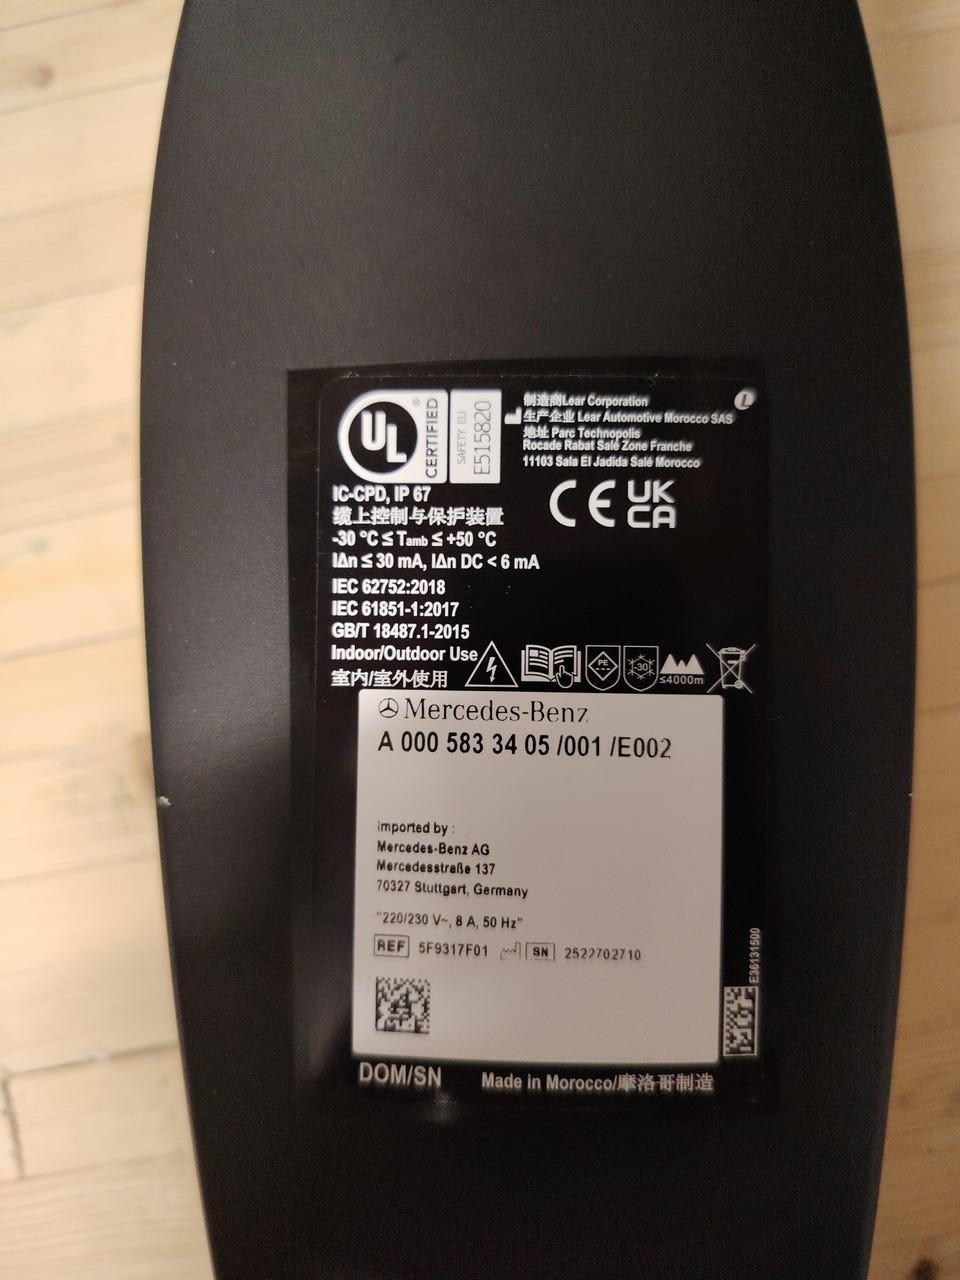 UL
®
CERTIFIED
SAFETY: EU
E515820
制造商Lear Corporation
生产企业 Lear Automotive Morocco SAS
地址 Parc Technopolis
Rocade Rabat Salé Zone Franche
11103 Sala El Jadida Salé Morocco
L
CE
UK
CA
IC-CPD, IP 67
缆上控制与保护装置
-30 °C ≤ Tamb ≤ +50 °C
IΔn ≤ 30 mA, IΔn DC < 6 mA
IEC 62752:2018
IEC 61851-1:2017
GB/T 18487.1-2015
Indoor/Outdoor Use
室内/室外使用
PE
-30
≤4000m
Mercedes-Benz
A 000 583 34 05 /001 /E002
Imported by :
Mercedes-Benz AG
Mercedesstraße 137
70327 Stuttgart, Germany
"220/230 V~, 8 A, 50 Hz"
REF 5F9317F01 SN 2522702710
E36131500
DOM/SN
Made in Morocco/摩洛哥制造